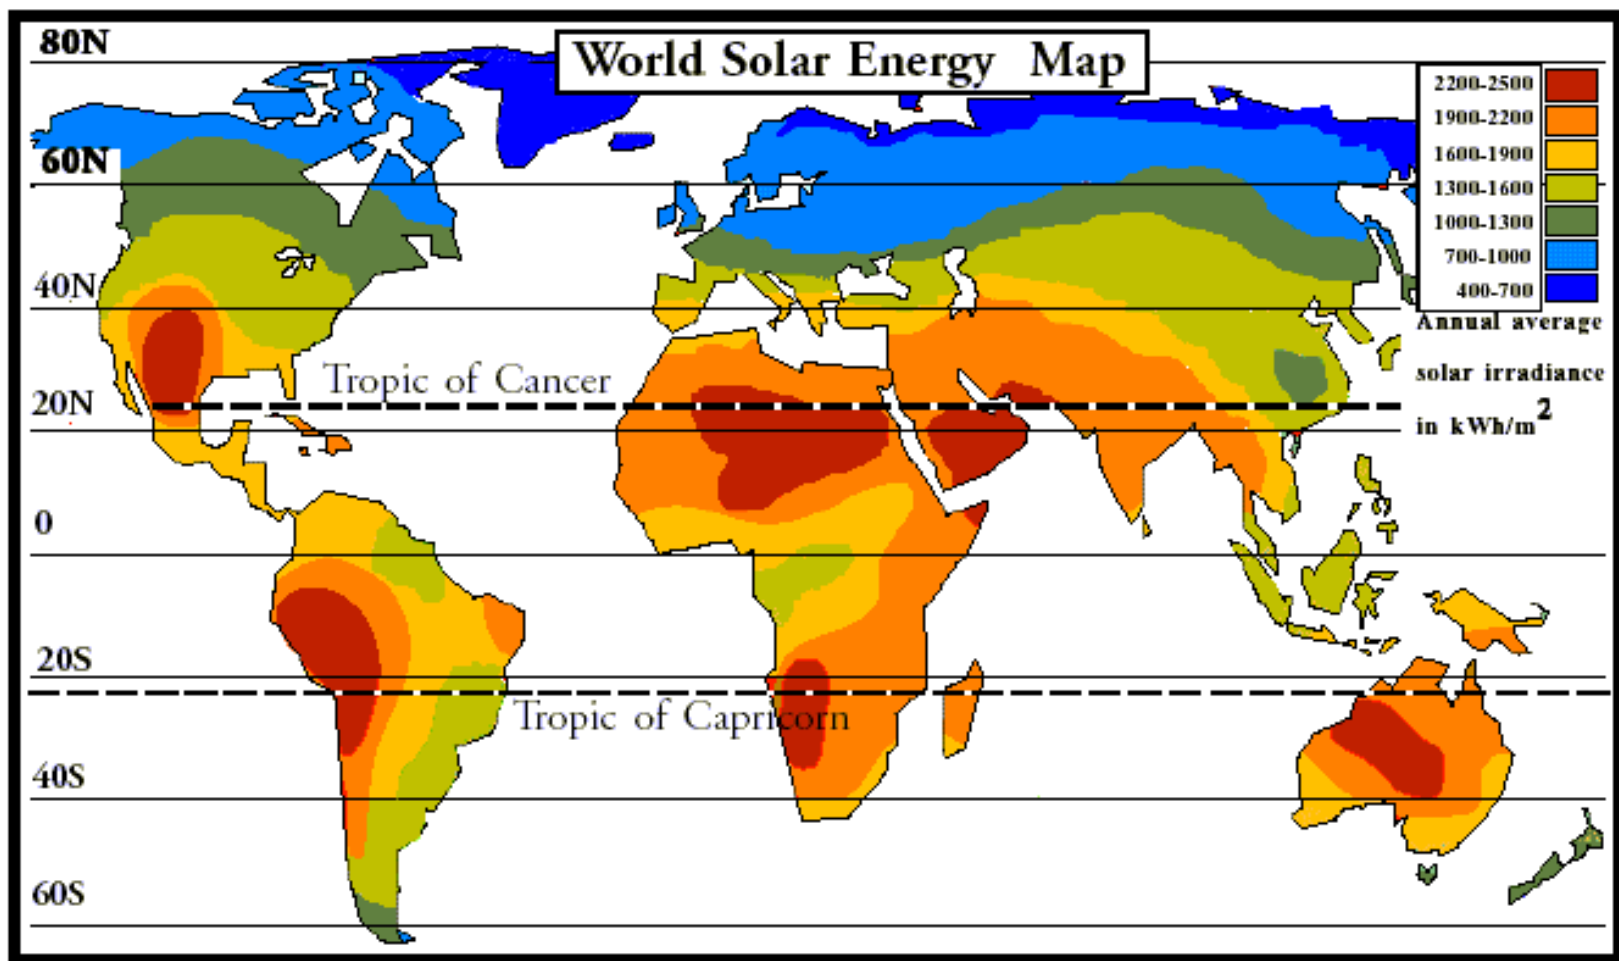 World Solar Energy Map
80N
60N
40N
20N
0
20S
40S
60S
Tropic of Cancer
Tropic of Capricorn
2200-2500
1900-2200
1600-1900
1300-1600
1000-1300
700-1000
400-700
Annual average
solar irradiance
in kWh/m²